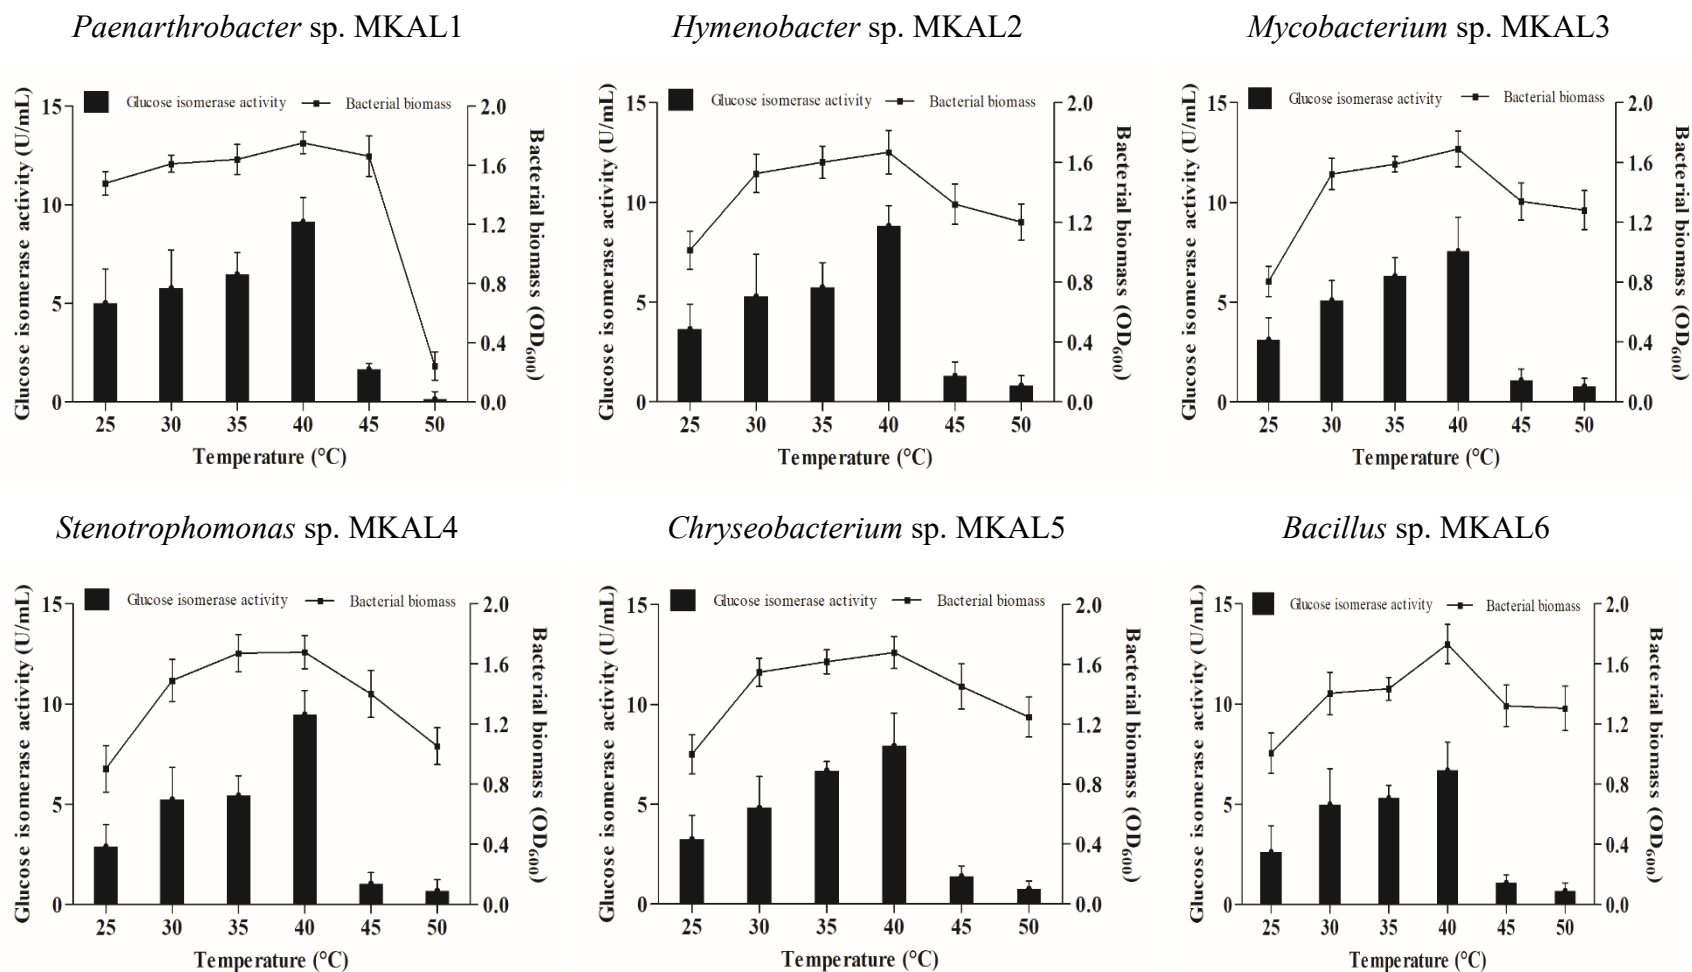 Paenarthrobacter sp. MKAL1
Glucose isomerase activity
Bacterial biomass
Glucose isomerase activity (U/mL)
15
10
5
0
2.0
1.6
1.2
0.8
0.4
0.0
Bacterial biomass (OD600)
25 30 35 40 45 50
Temperature (°C)
Hymenobacter sp. MKAL2
Glucose isomerase activity
Bacterial biomass
Glucose isomerase activity (U/mL)
15
10
5
0
2.0
1.6
1.2
0.8
0.4
0.0
Bacterial biomass (OD600)
25 30 35 40 45 50
Temperature (°C)
Mycobacterium sp. MKAL3
Glucose isomerase activity
Bacterial biomass
Glucose isomerase activity (U/mL)
15
10
5
0
2.0
1.6
1.2
0.8
0.4
0.0
Bacterial biomass (OD600)
25 30 35 40 45 50
Temperature (°C)
Stenotrophomonas sp. MKAL4
Glucose isomerase activity
Bacterial biomass
Glucose isomerase activity (U/mL)
15
10
5
0
2.0
1.6
1.2
0.8
0.4
0.0
Bacterial biomass (OD600)
25 30 35 40 45 50
Temperature (°C)
Chryseobacterium sp. MKAL5
Glucose isomerase activity
Bacterial biomass
Glucose isomerase activity (U/mL)
15
10
5
0
2.0
1.6
1.2
0.8
0.4
0.0
Bacterial biomass (OD600)
25 30 35 40 45 50
Temperature (°C)
Bacillus sp. MKAL6
Glucose isomerase activity
Bacterial biomass
Glucose isomerase activity (U/mL)
15
10
5
0
2.0
1.6
1.2
0.8
0.4
0.0
Bacterial biomass (OD600)
25 30 35 40 45 50
Temperature (°C)